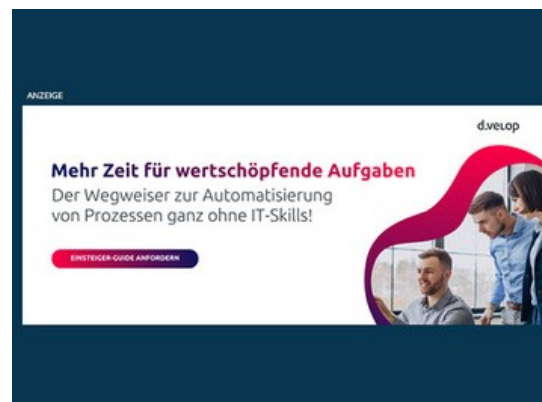 ANZEIGE
d.velop
Mehr Zeit für wertschöpfende Aufgaben
Der Wegweiser zur Automatisierung
von Prozessen ganz ohne IT-Skills!
EINSTEIGER-GUIDE ANFORDERN